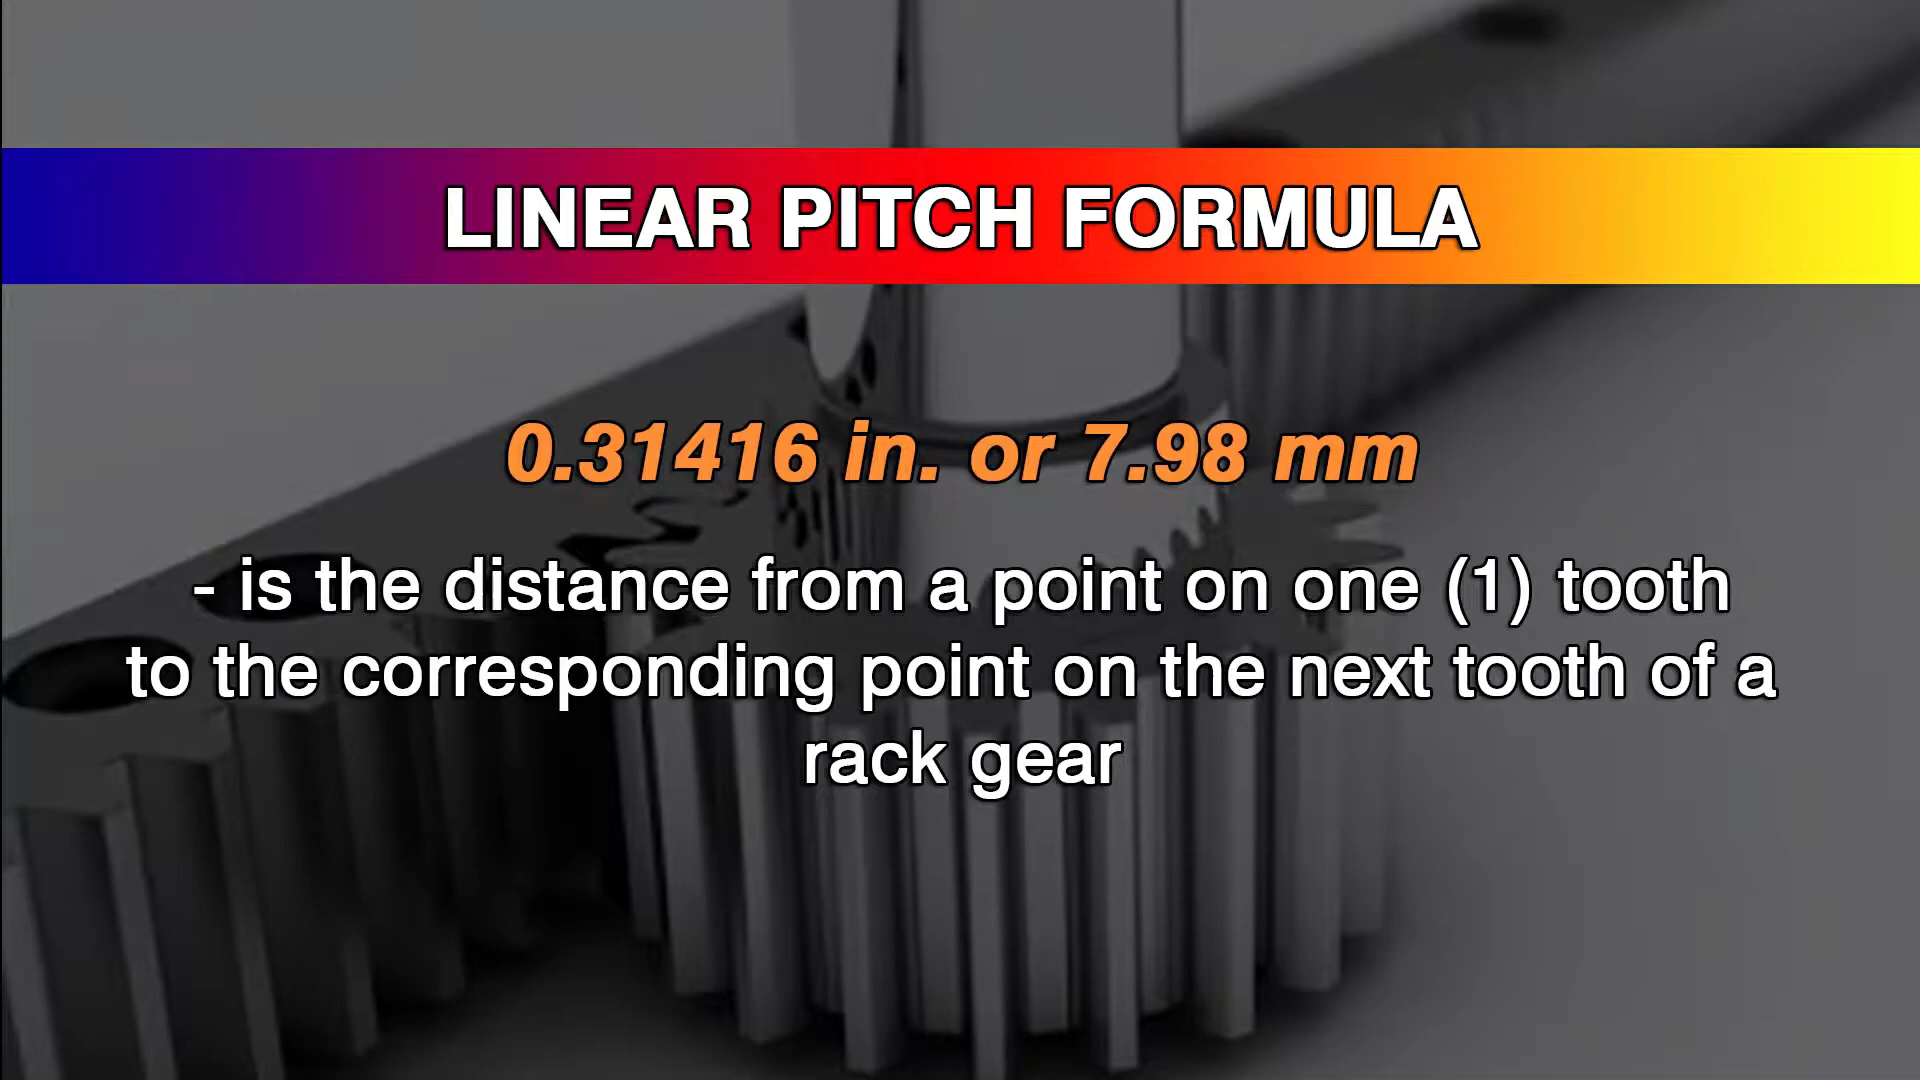 LINEAR PITCH FORMULA
0.31416 in. or 7.98 mm
- is the distance from a point on one (1) tooth
to the corresponding point on the next tooth of a
rack gear